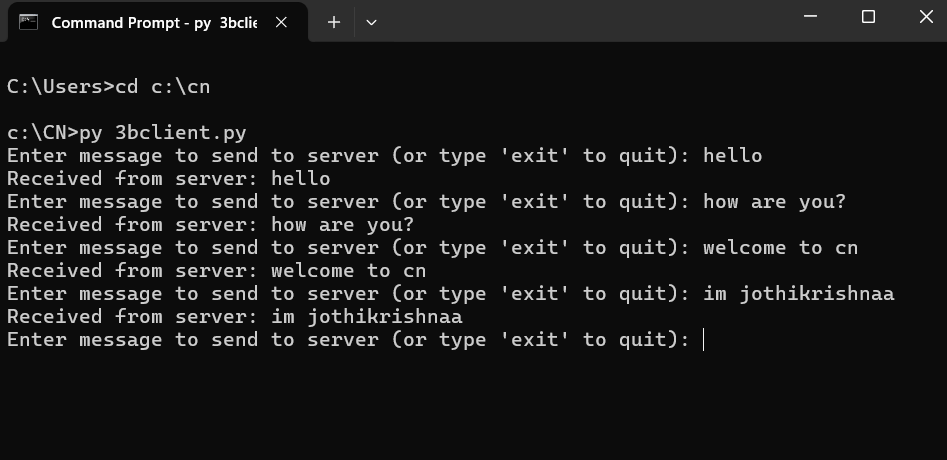 Command Prompt - py 3bclie
C:\Users>cd c:\cn
c:\CN>py 3bclient.py
Enter message to send to server (or type 'exit' to quit): hello
Received from server: hello
Enter message to send to server (or type 'exit' to quit): how are you?
Received from server: how are you?
Enter message to send to server (or type 'exit' to quit): welcome to cn
Received from server: welcome to cn
Enter message to send to server (or type 'exit' to quit): im jothikrishnaa
Received from server: im jothikrishnaa
Enter message to send to server (or type 'exit' to quit):